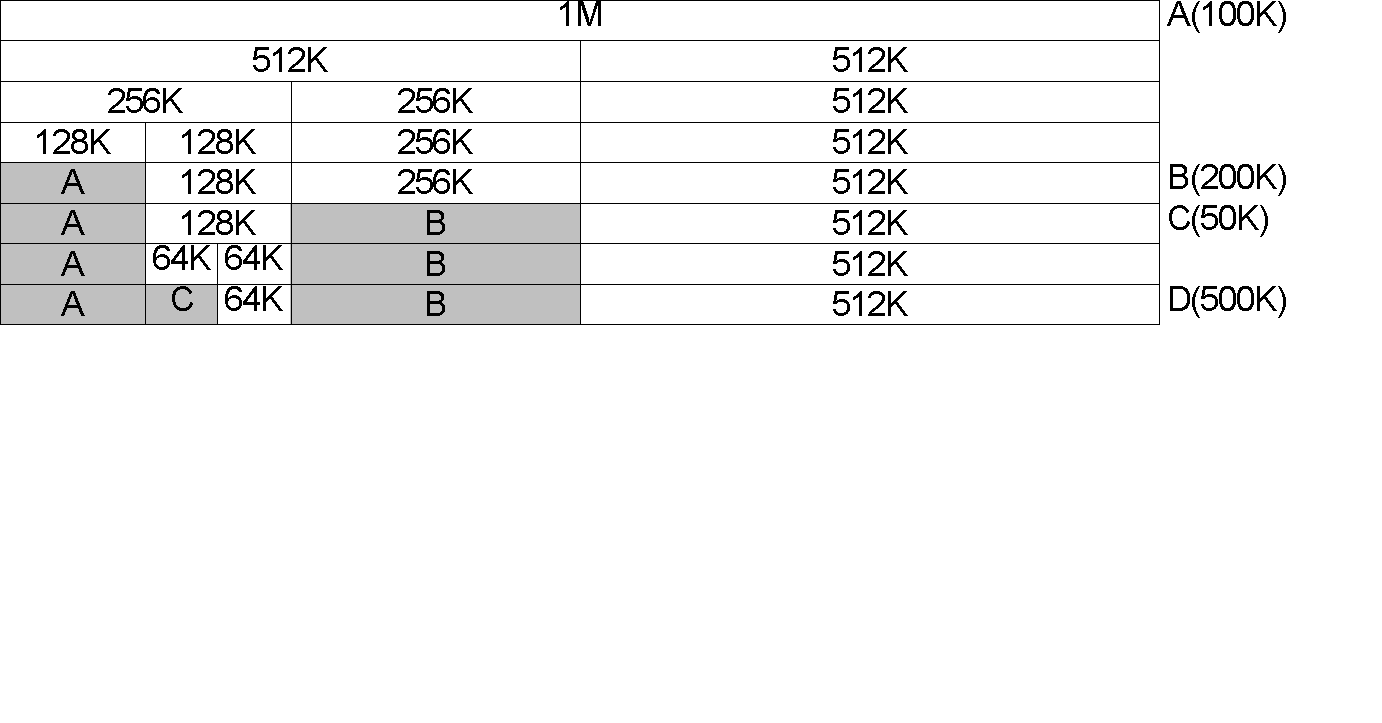 1M A(100K)
512K 512K
256K 256K 512K
128K 128K 256K 512K
A 128K 256K 512K B(200K)
A 128K B 512K C(50K)
A 64K 64K B 512K
A C 64K B 512K D(500K)